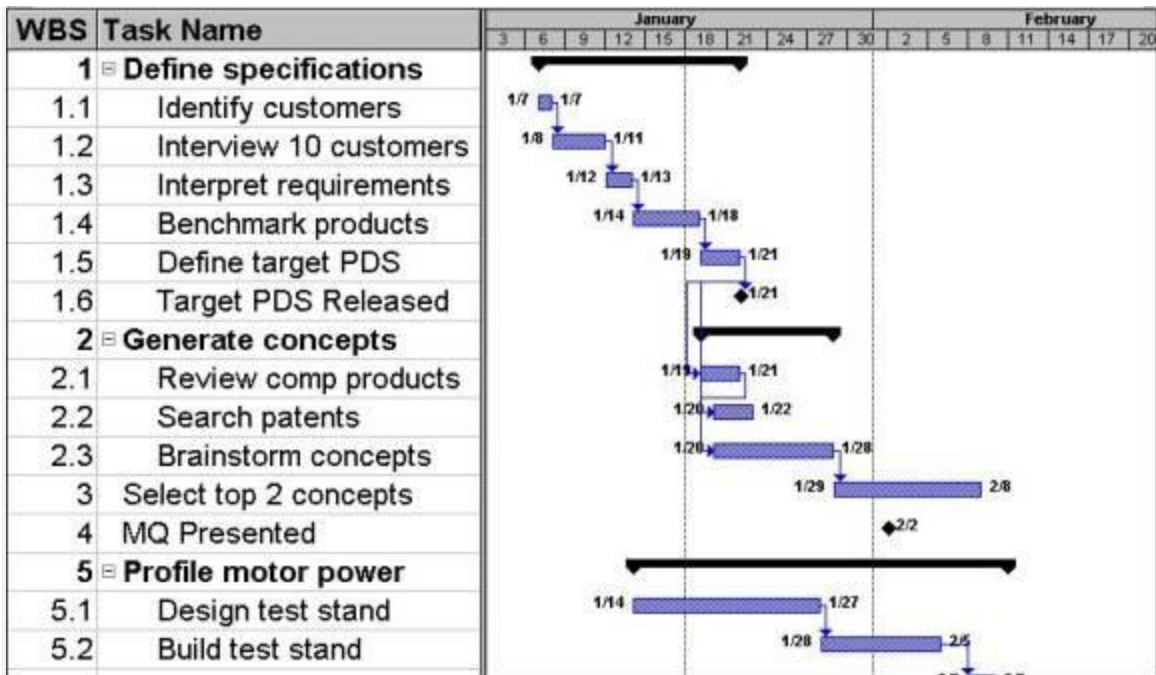 January February
WBS Task Name 3 6 9 12 15 18 21 24 27 30 2 5 8 11 14 17 20
1 Define specifications
1.1 Identify customers 1/7 1/7
1.2 Interview 10 customers 1/8 1/11
1.3 Interpret requirements 1/12 1/13
1.4 Benchmark products 1/14 1/18
1.5 Define target PDS 1/19 1/21
1.6 Target PDS Released 1/21
2 Generate concepts
2.1 Review comp products 1/19 1/21
2.2 Search patents 1/20 1/22
2.3 Brainstorm concepts 1/20 1/28
3 Select top 2 concepts 1/29 2/8
4 MQ Presented 2/2
5 Profile motor power
5.1 Design test stand 1/14 1/27
5.2 Build test stand 1/28 2/5